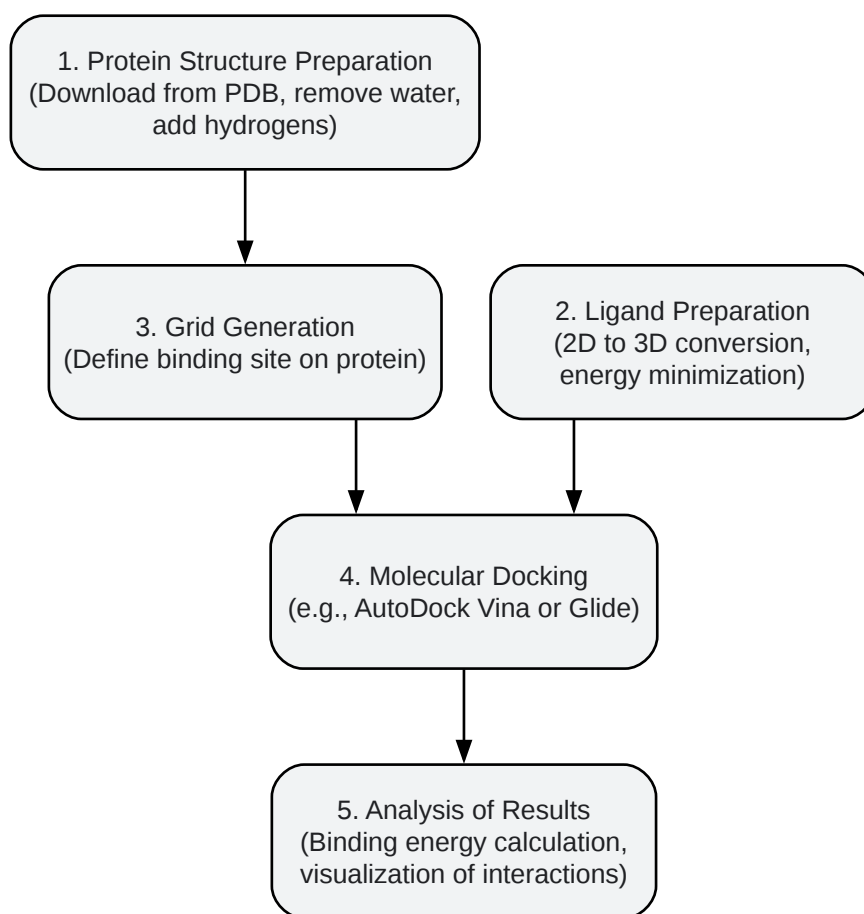 1. Protein Structure Preparation
(Download from PDB, remove water,
add hydrogens)
3. Grid Generation
(Define binding site on protein)
2. Ligand Preparation
(2D to 3D conversion,
energy minimization)
4. Molecular Docking
(e.g., AutoDock Vina or Glide)
5. Analysis of Results
(Binding energy calculation,
visualization of interactions)